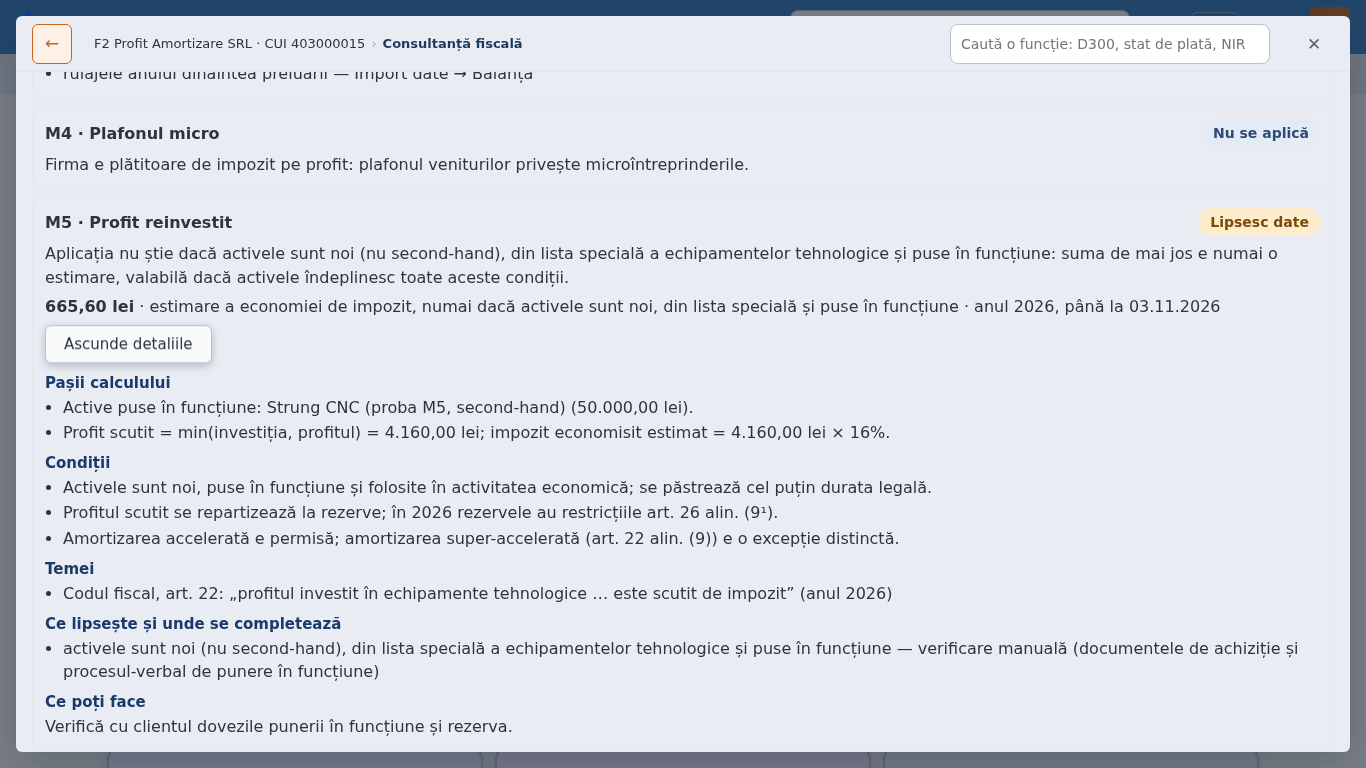 ←
F2 Profit Amortizare SRL · CUI 403000015 › Consultanță fiscală
Caută o funcție: D300, stat de plată, NIR
✕
• rulajele anului dinaintea preluării — Import date → Balanța
M4 · Plafonul micro
Nu se aplică
Firma e plătitoare de impozit pe profit: plafonul veniturilor privește microîntreprinderile.
M5 · Profit reinvestit
Lipsesc date
Aplicația nu știe dacă activele sunt noi (nu second-hand), din lista specială a echipamentelor tehnologice și puse în funcțiune: suma de mai jos e numai o
estimare, valabilă dacă activele îndeplinesc toate aceste condiții.
665,60 lei · estimare a economiei de impozit, numai dacă activele sunt noi, din lista specială și puse în funcțiune · anul 2026, până la 03.11.2026
Ascunde detaliile
Pașii calculului
• Active puse în funcțiune: Strung CNC (proba M5, second-hand) (50.000,00 lei).
• Profit scutit = min(investiția, profitul) = 4.160,00 lei; impozit economisit estimat = 4.160,00 lei × 16%.
Condiții
• Activele sunt noi, puse în funcțiune și folosite în activitatea economică; se păstrează cel puțin durata legală.
• Profitul scutit se repartizează la rezerve; în 2026 rezervele au restricțiile art. 26 alin. (9¹).
• Amortizarea accelerată e permisă; amortizarea super-accelerată (art. 22 alin. (9)) e o excepție distinctă.
Temei
• Codul fiscal, art. 22: „profitul investit în echipamente tehnologice … este scutit de impozit” (anul 2026)
Ce lipsește și unde se completează
• activele sunt noi (nu second-hand), din lista specială a echipamentelor tehnologice și puse în funcțiune — verificare manuală (documentele de achiziție și
procesul-verbal de punere în funcțiune)
Ce poți face
Verifică cu clientul dovezile punerii în funcțiune și rezerva.